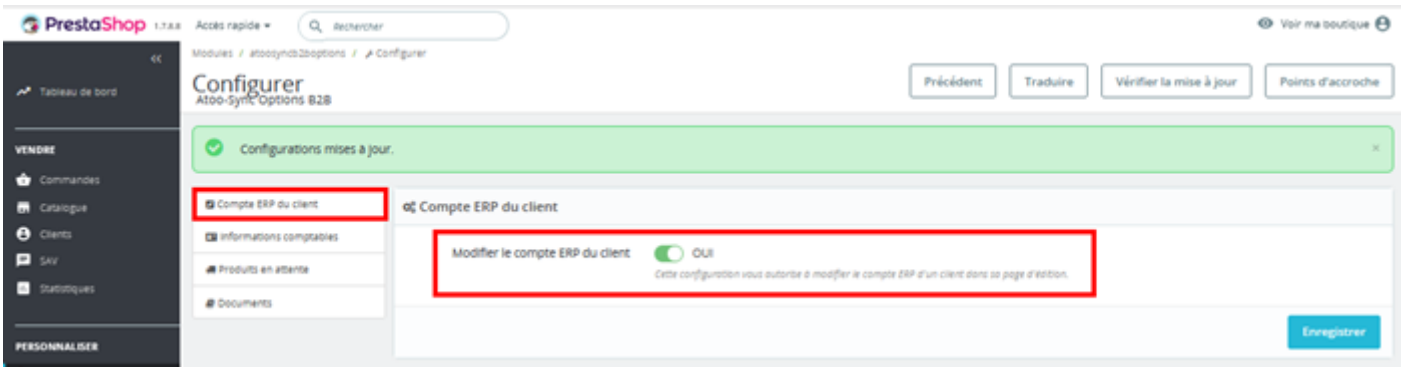 PrestaShop 1.7.8.8 Accès rapide Rechercher Voir ma boutique
Modules / atoosyncb2boptions / Configurer
Configurer
Atoo-Sync Options B2B
Précédent Traduire Vérifier la mise à jour Points d'accroche
Tableau de bord
VENDRE
Configurations mises à jour.
Commandes
Catalogue
Clients
SAV
Statistiques
PERSONNALISER
Compte ERP du client
Informations comptables
Produits en attente
Documents
Compte ERP du client
Modifier le compte ERP du client OUI
Cette configuration vous autorise à modifier le compte ERP d'un client dans sa page d'édition.
Enregistrer